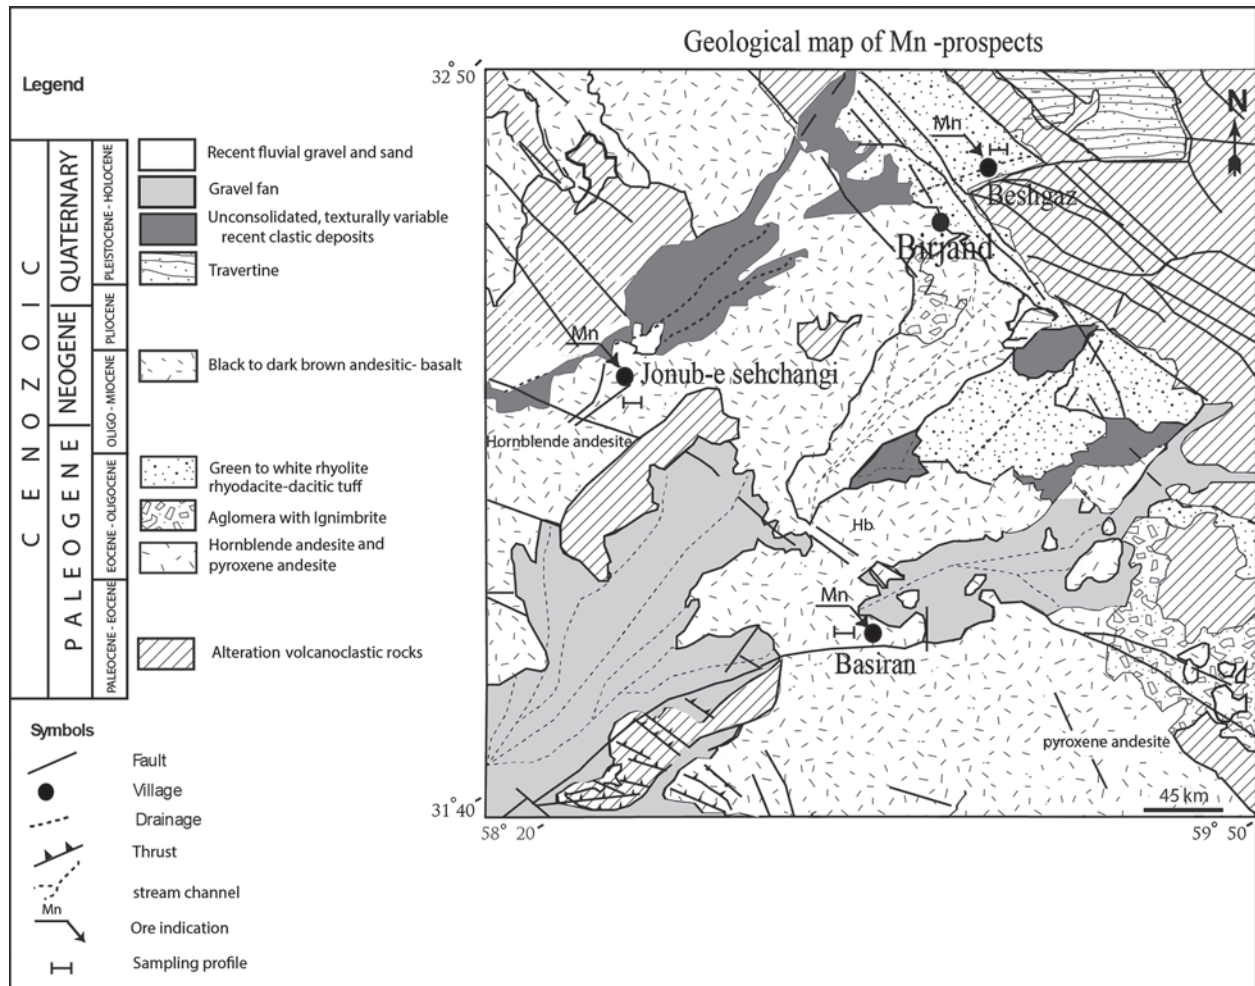 Geological map of Mn -prospects
Legend
CENOZOIC
QUATERNARY
NEOGENE
PALEOGENE
PLEISTOCENE - HOLOCENE
PLIOCENE
OLIGO - MIOCENE
EOCENE - OLIGOCENE
PALEOCENE - EOCENE
Recent fluvial gravel and sand
Gravel fan
Unconsolidated, texturally variable
recent clastic deposits
Travertine
Black to dark brown andesitic- basalt
Green to white rhyolite
rhyodacite-dacitic tuff
Aglomera with Ignimbrite
Hornblende andesite and
pyroxene andesite
Alteration volcanoclastic rocks
Symbols
Fault
Village
Drainage
Thrust
stream channel
Mn
Ore indication
Sampling profile
32 50´
N
Mn
Beshgaz
Birjand
Mn
Jonub-e sehchangi
Hornblende andesite
Hb
Mn
Basiran
pyroxene andesite
45 km
31 40´
58° 20´
59° 50´